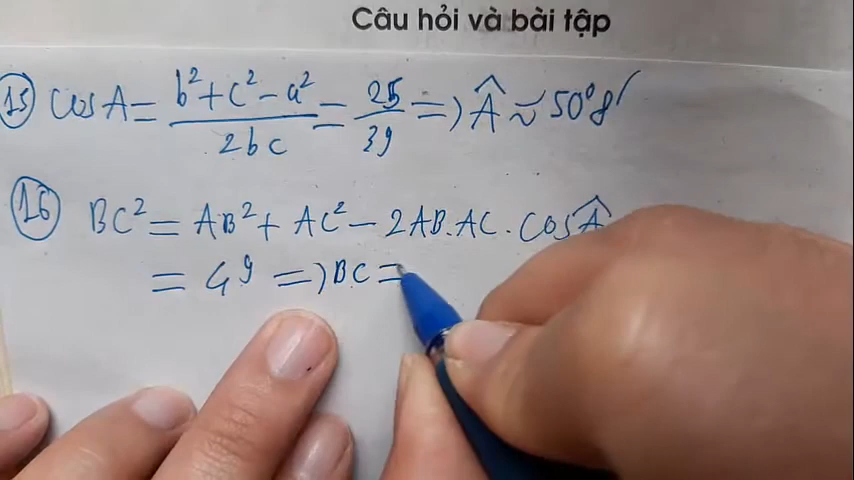 Câu hỏi và bài tập
15 cosA = b² + c² - a² / 2bc = 25/39 => Â ≈ 50°8'
16 BC² = AB² + AC² - 2AB.AC.cosÂ
= 49 => BC =